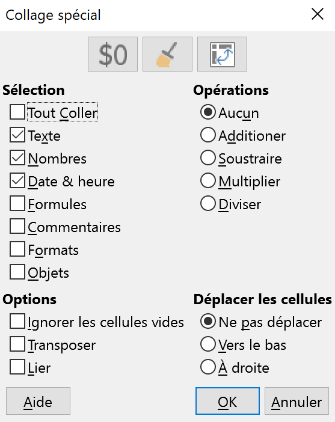 Collage spécial
$0
Sélection
Tout Coller
Texte
Nombres
Date & heure
Formules
Commentaires
Formats
Objets
Opérations
Aucun
Additioner
Soustraire
Multiplier
Diviser
Options
Ignorer les cellules vides
Transposer
Lier
Déplacer les cellules
Ne pas déplacer
Vers le bas
À droite
Aide
OK
Annuler